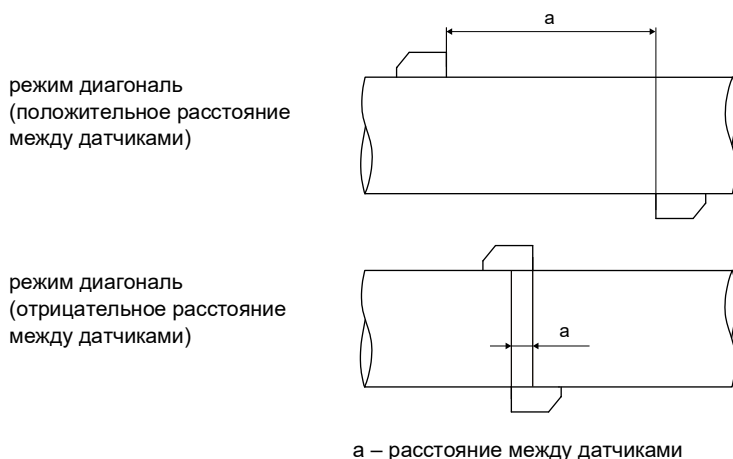 a
режим диагональ
(положительное расстояние
между датчиками)
режим диагональ
(отрицательное расстояние
между датчиками)
a
a – расстояние между датчиками